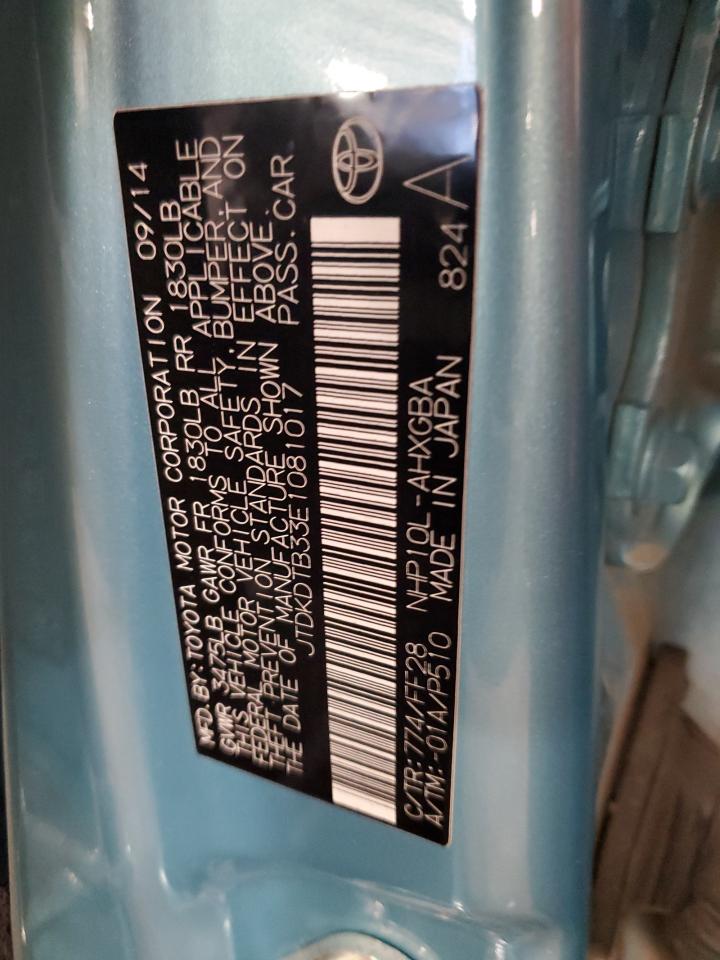 MFD.BY: TOYOTA MOTOR CORPORATION 09/14
GVWR 3475LB GAWR FR 1830LB RR 1830LB
THIS VEHICLE CONFORMS TO ALL APPLICABLE
FEDERAL MOTOR VEHICLE SAFETY, BUMPER, AND
THEFT PREVENTION STANDARDS IN EFFECT ON
THE DATE OF MANUFACTURE SHOWN ABOVE.
JTDKDTB33E1081017 PASS.CAR
C/TR:774/FF28 NHP10L-AHXGBA
A/TM:-01A/P510 MADE IN JAPAN 824 A